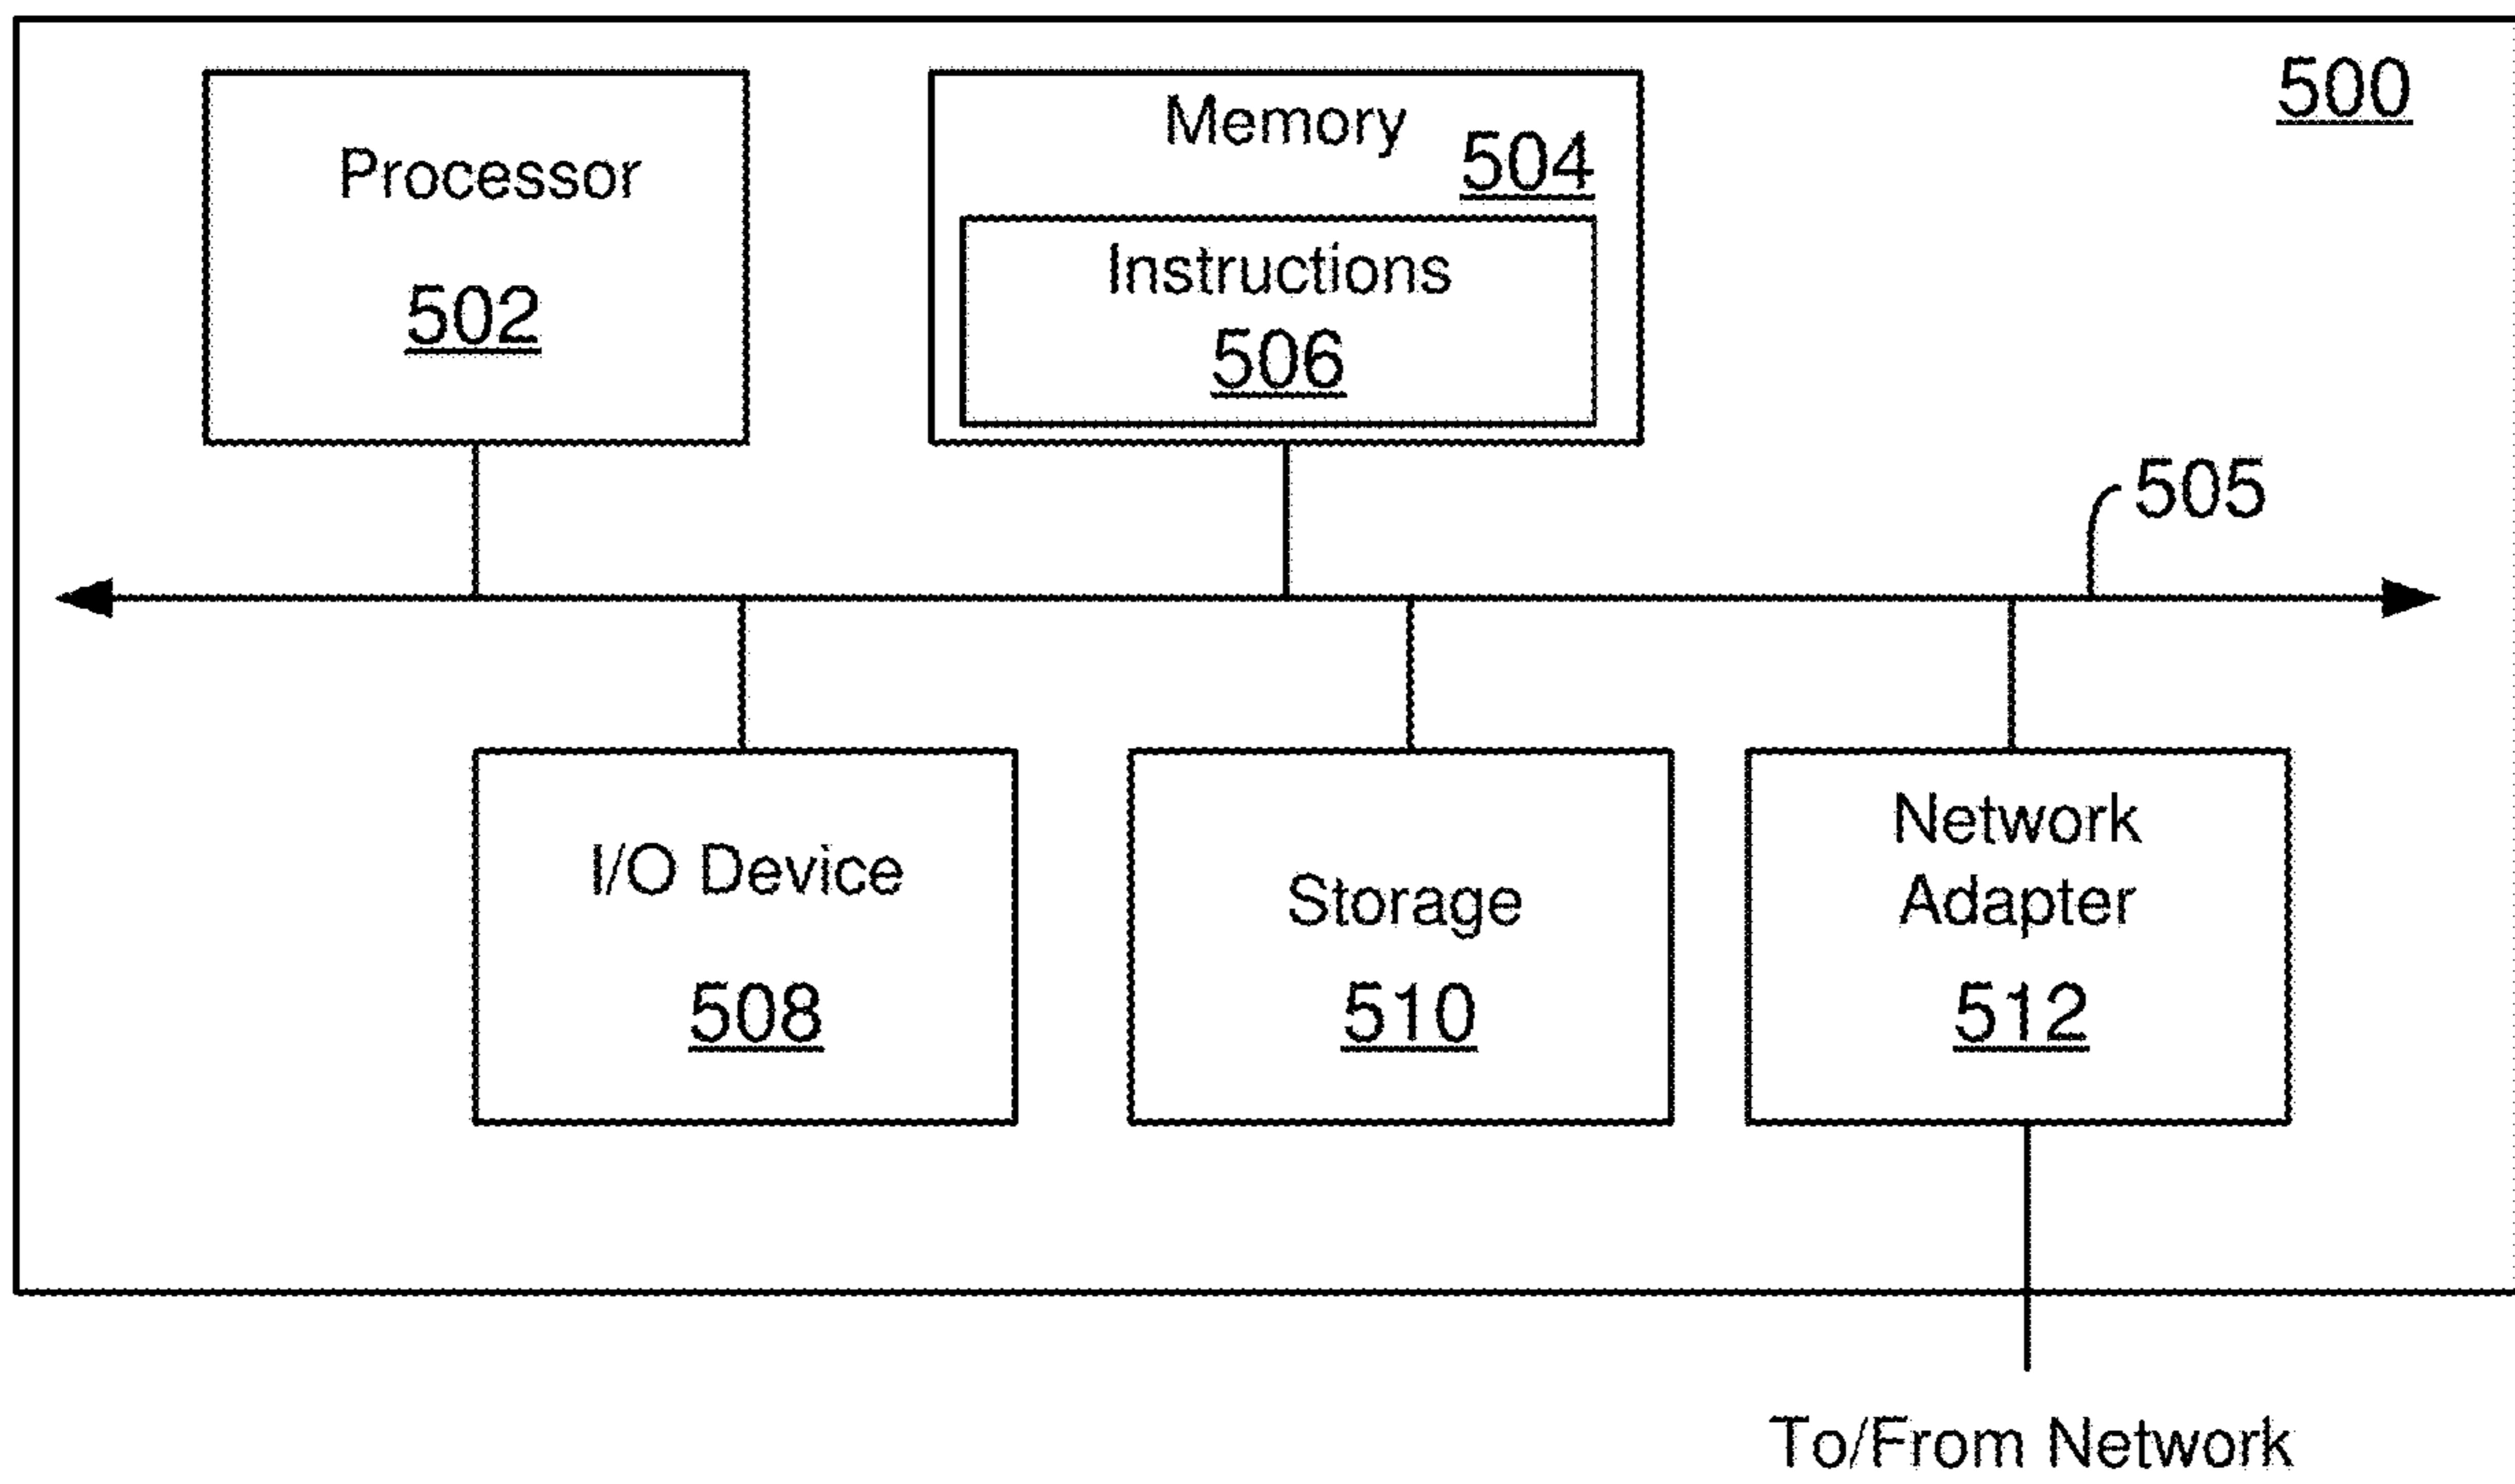 500
Processor
502
Memory
504
Instructions
506
505
I/O Device
508
Storage
510
Network
Adapter
512
To/From Network